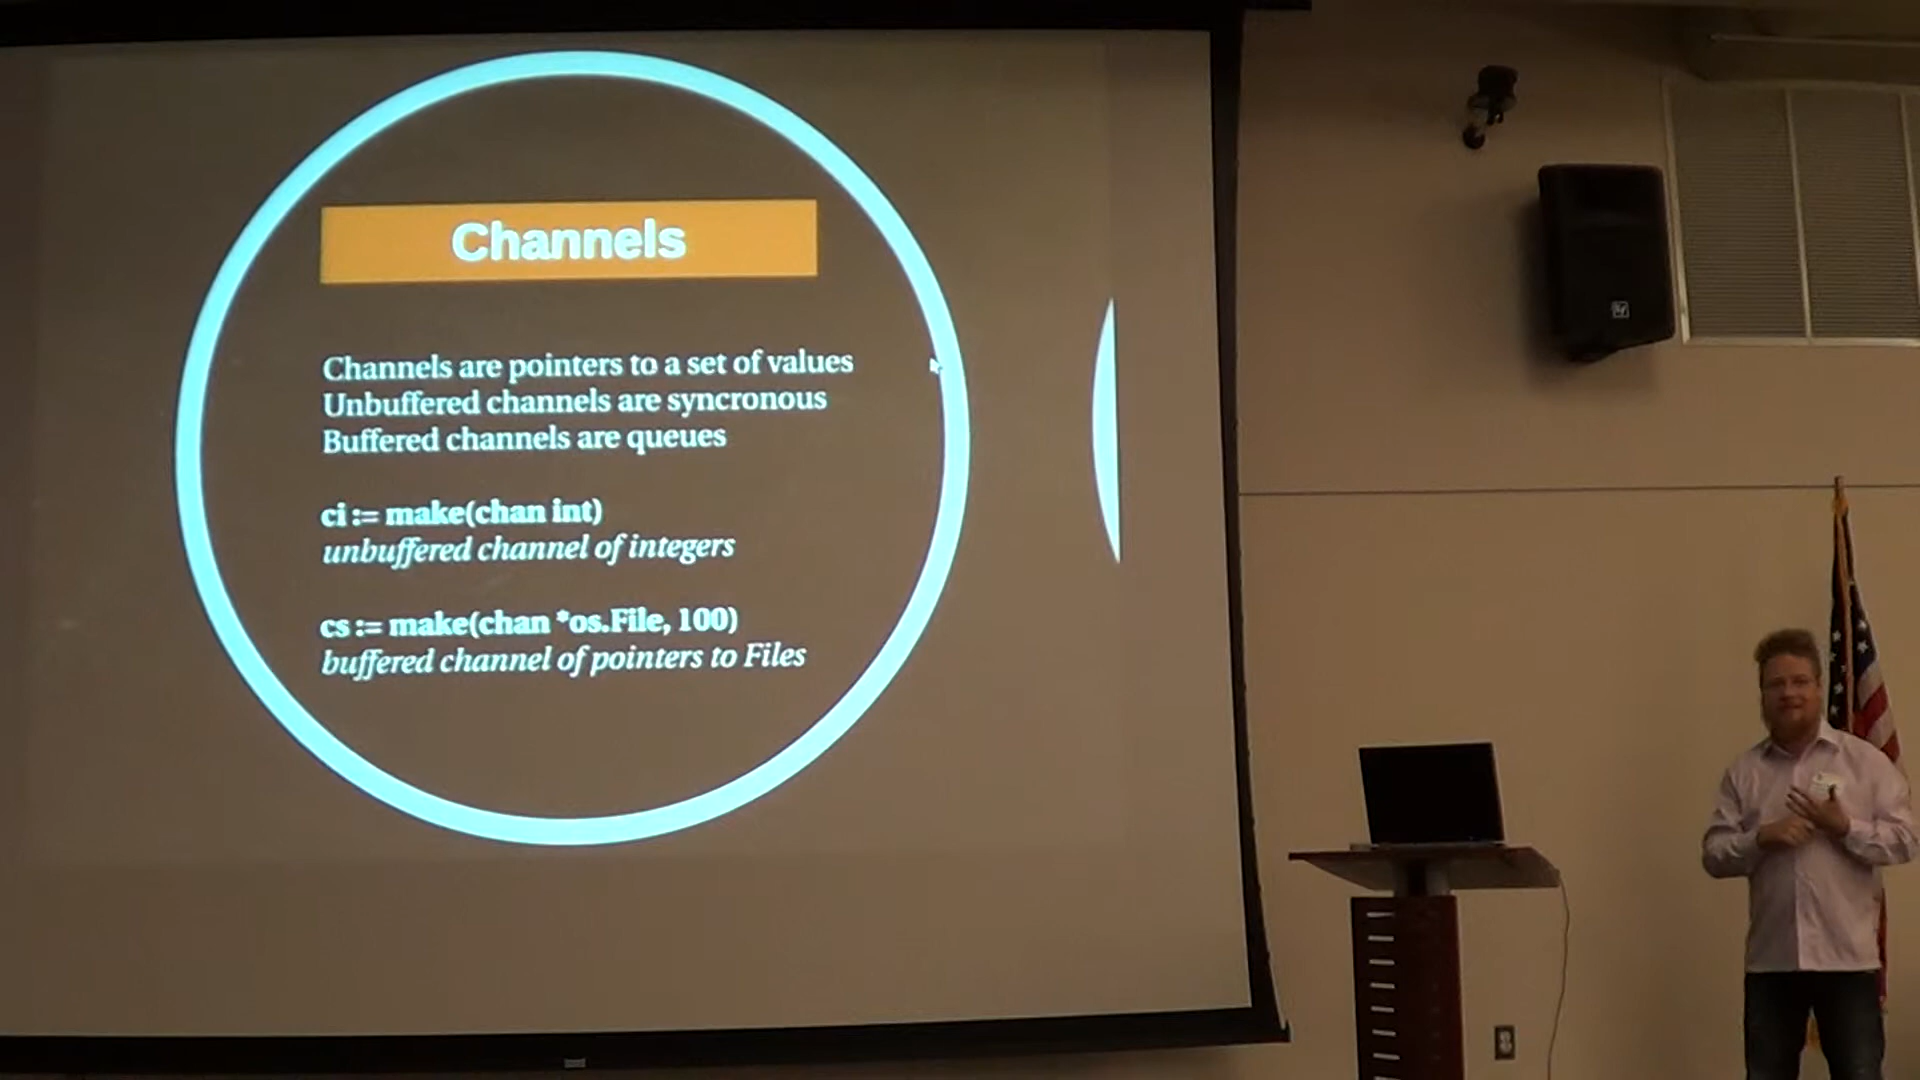 Channels
Channels are pointers to a set of values
Unbuffered channels are syncronous
Buffered channels are queues
ci := make(chan int)
unbuffered channel of integers
cs := make(chan *os.File, 100)
buffered channel of pointers to Files